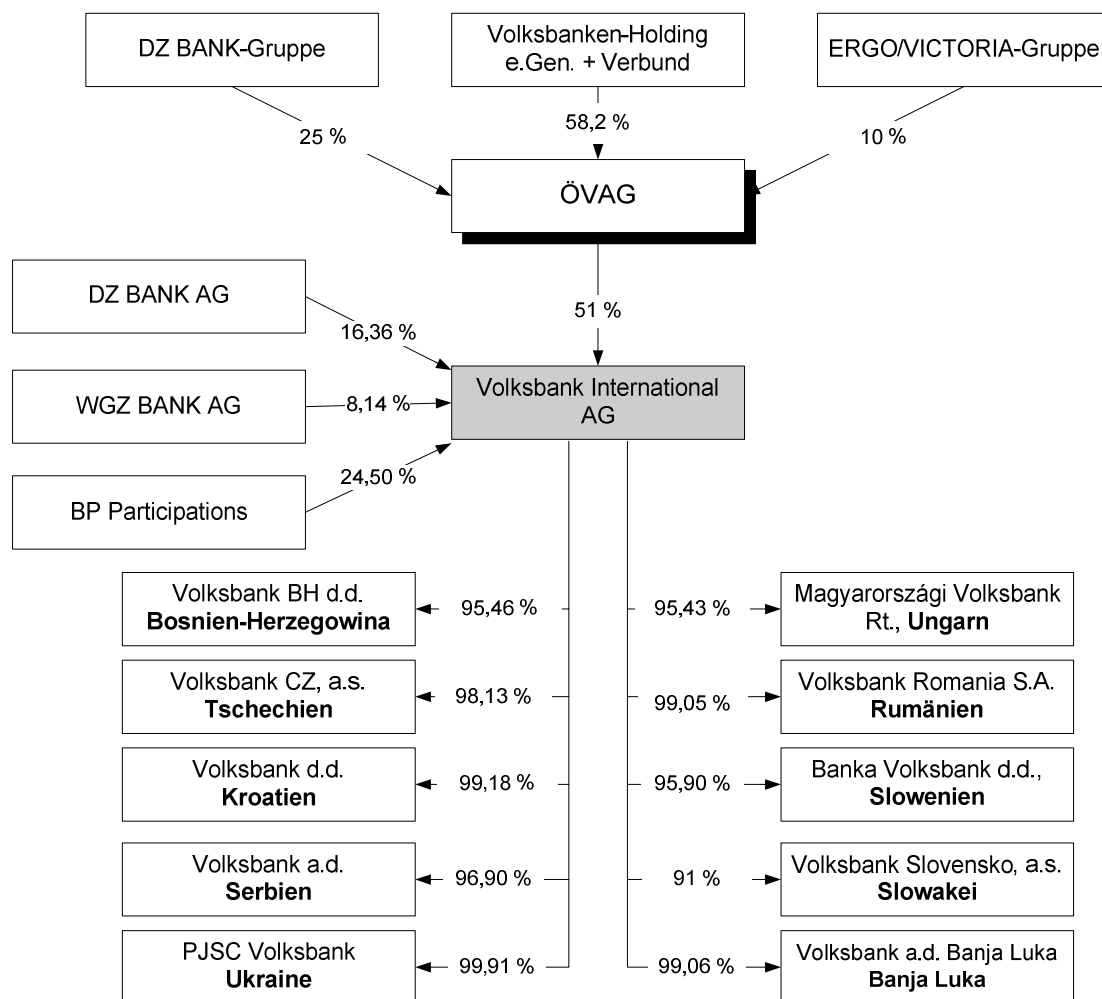 DZ BANK-Gruppe
Volksbanken-Holding
e.Gen. + Verbund
ERGO/VICTORIA-Gruppe
25 %
58,2 %
10 %
ÖVAG
DZ BANK AG
16,36 %
51 %
WGZ BANK AG
8,14 %
Volksbank International
AG
BP Participations
24,50 %
Volksbank BH d.d.
Bosnien-Herzegowina
95,46 %
95,43 %
Magyarországi Volksbank
Rt., Ungarn
Volksbank CZ, a.s.
Tschechien
98,13 %
99,05 %
Volksbank Romania S.A.
Rumänien
Volksbank d.d.
Kroatien
99,18 %
95,90 %
Banka Volksbank d.d.,
Slowenien
Volksbank a.d.
Serbien
96,90 %
91 %
Volksbank Slovensko, a.s.
Slowakei
PJSC Volksbank
Ukraine
99,91 %
99,06 %
Volksbank a.d. Banja Luka
Banja Luka